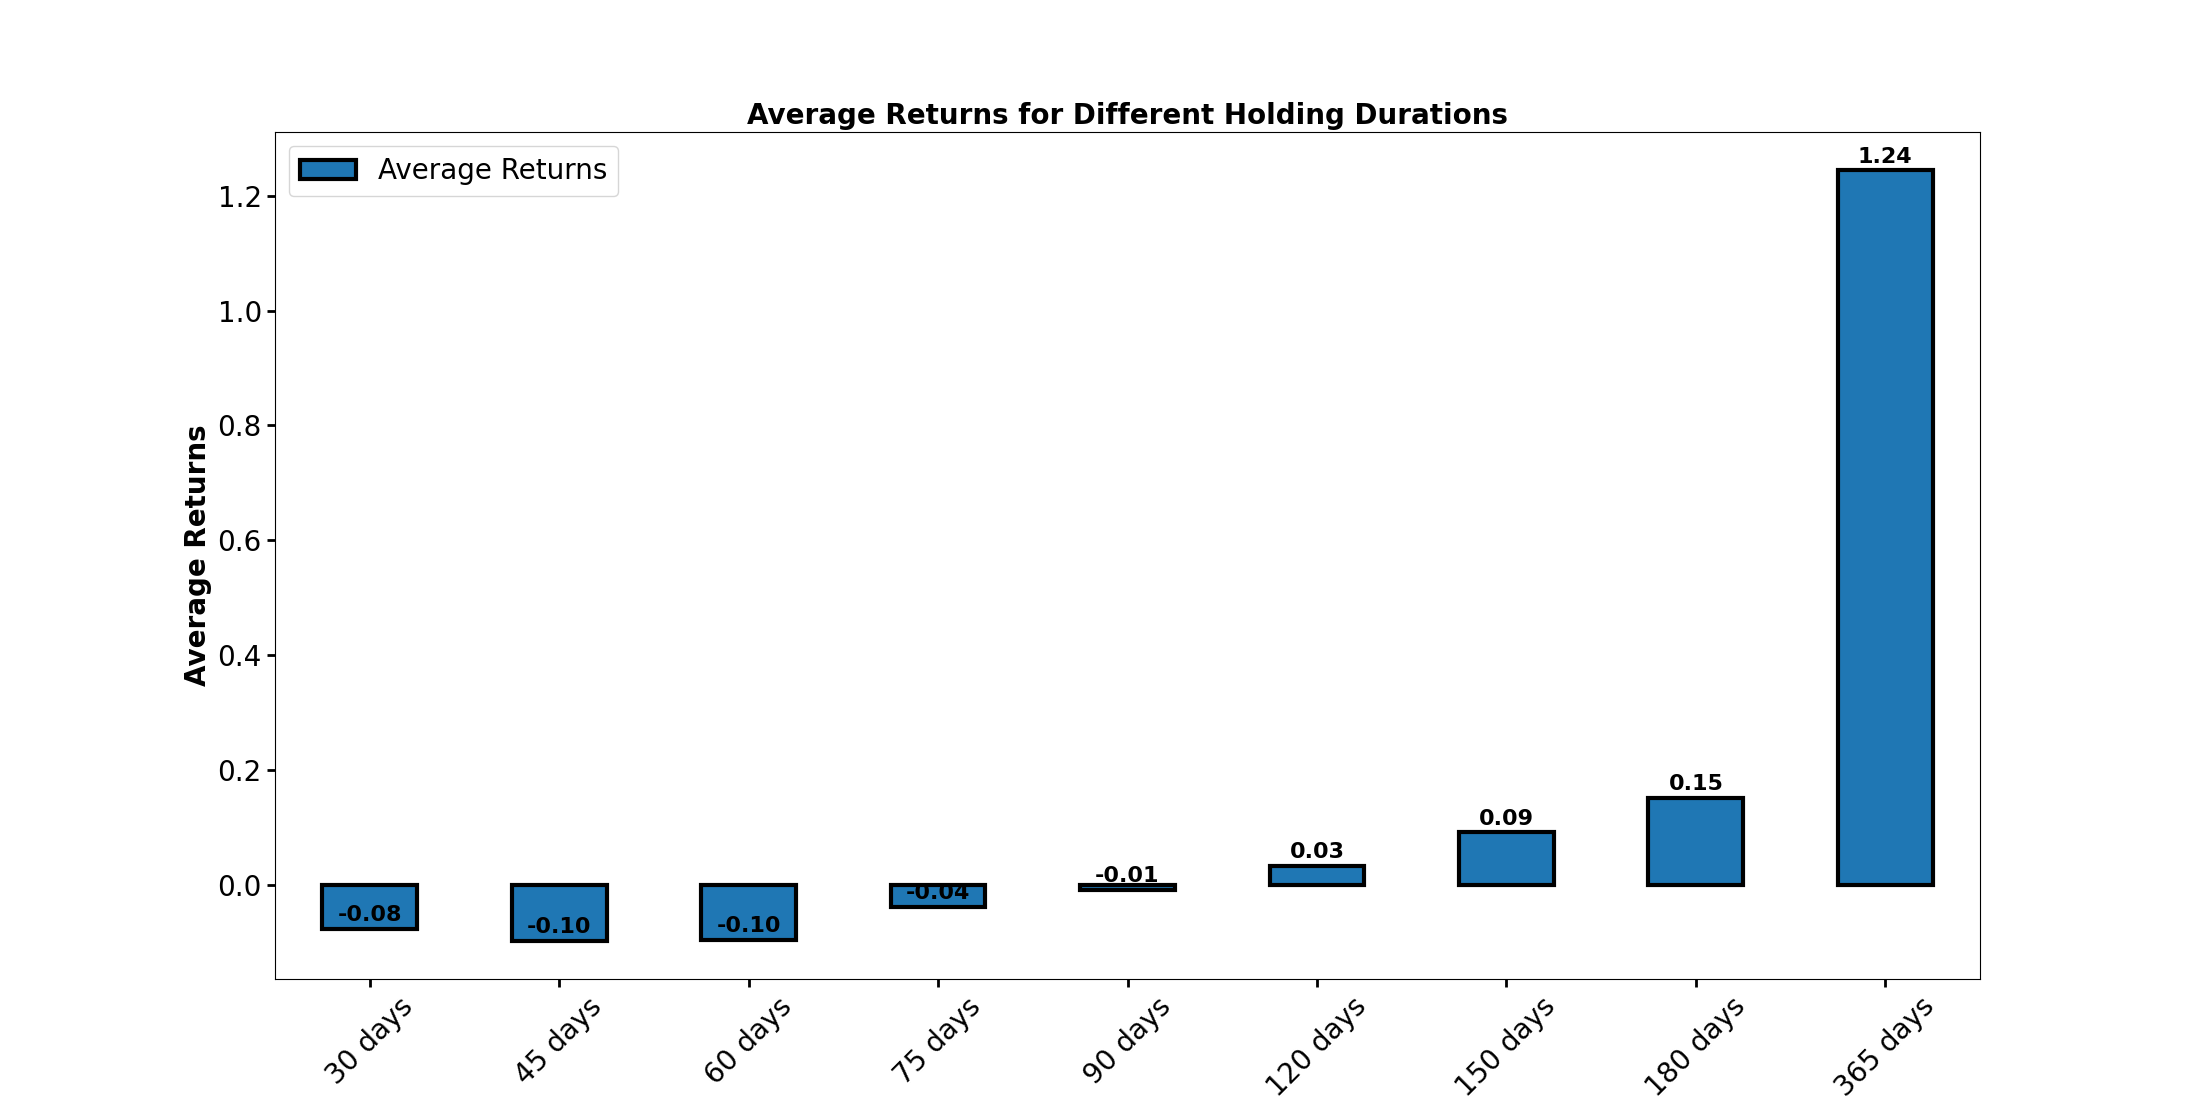 Average Returns for Different Holding Durations
Average Returns
1.24
1.2
1.0
0.8
0.6
0.4
0.2
0.0
Average Returns
-0.08
-0.10
-0.10
-0.04
-0.01
0.03
0.09
0.15
30 days
45 days
60 days
75 days
90 days
120 days
150 days
180 days
365 days